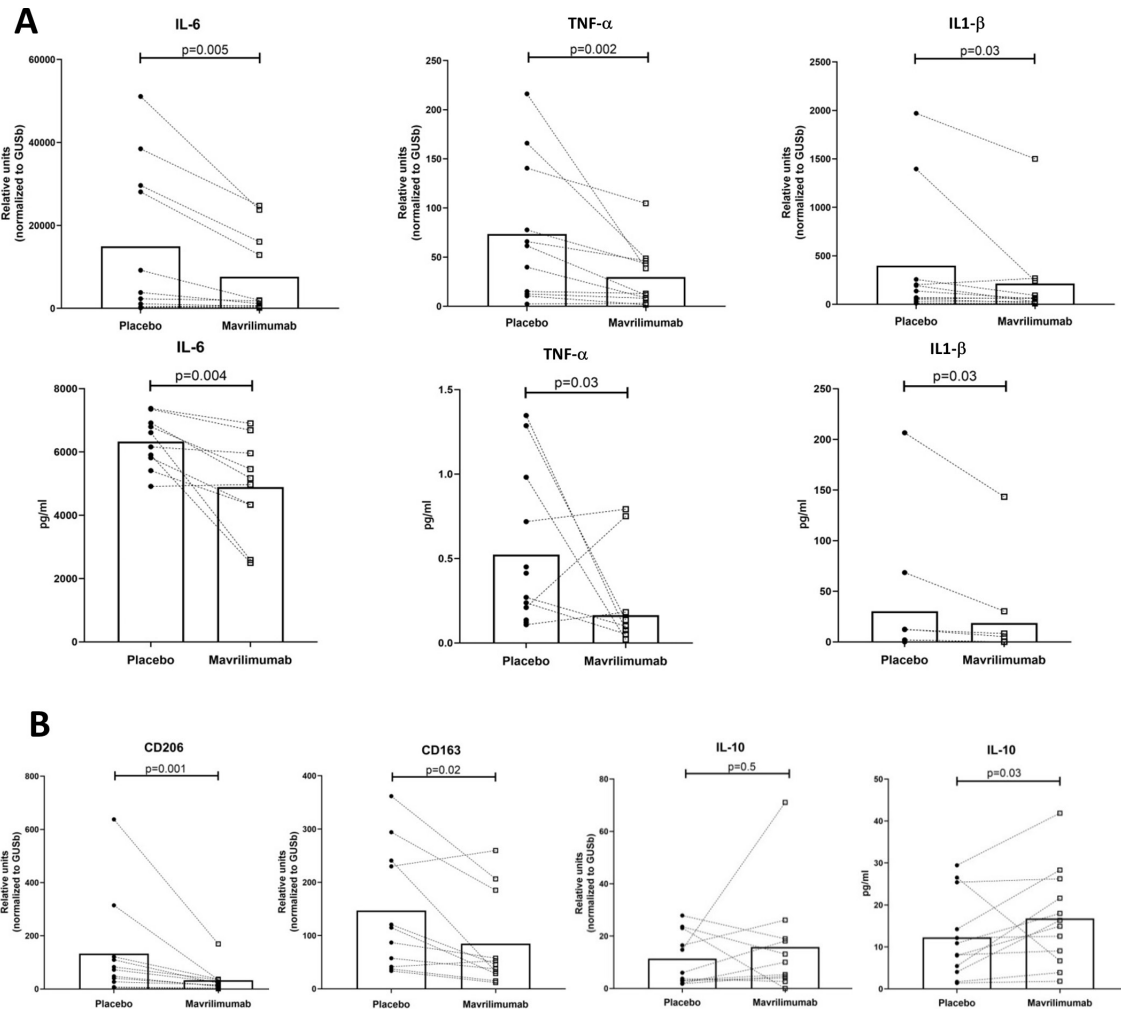 A
IL-6
p=0.005
Relative units
(normalized to GUSb)
60000
40000
20000
0
Placebo
Mavrilimumab
TNF-α
p=0.002
Relative units
(normalized to GUSb)
250
200
150
100
50
0
Placebo
Mavrilimumab
IL1-β
p=0.03
Relative units
(normalized to GUSb)
2500
2000
1500
1000
500
0
Placebo
Mavrilimumab
IL-6
p=0.004
pg/ml
8000
6000
4000
2000
0
Placebo
Mavrilimumab
TNF-α
p=0.03
pg/ml
1.5
1.0
0.5
0.0
Placebo
Mavrilimumab
IL1-β
p=0.03
pg/ml
250
200
150
100
50
0
Placebo
Mavrilimumab
B
CD206
p=0.001
Relative units
(normalized to GUSb)
800
600
400
200
0
Placebo
Mavrilimumab
CD163
p=0.02
Relative units
(normalized to GUSb)
400
300
200
100
0
Placebo
Mavrilimumab
IL-10
p=0.5
Relative units
(normalized to GUSb)
80
60
40
20
0
Placebo
Mavrilimumab
IL-10
p=0.03
pg/ml
50
40
30
20
10
0
Placebo
Mavrilimumab